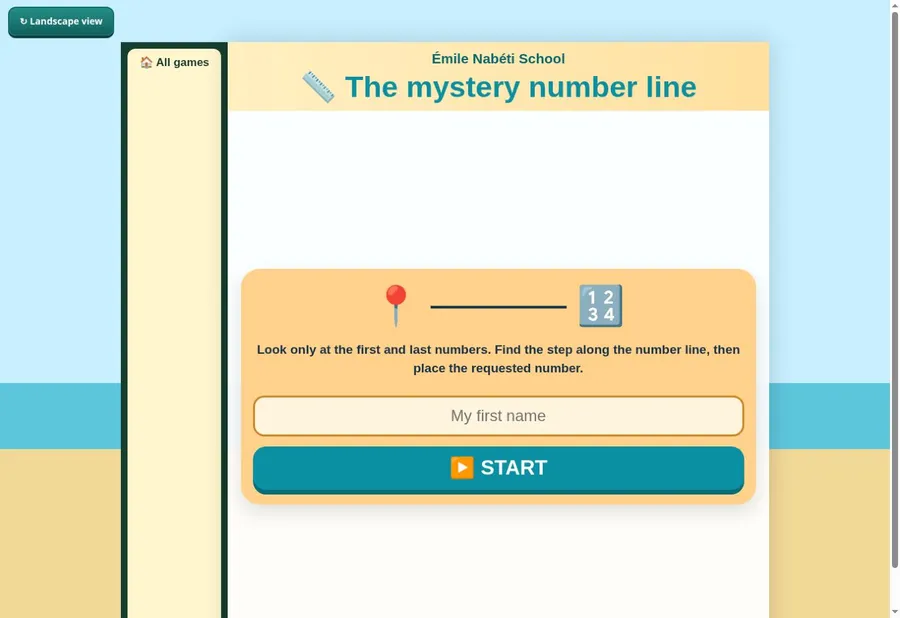 ↻ Landscape view
🏠 All games
Émile Nabéti School
📏 The mystery number line
📍 🔢
Look only at the first and last numbers. Find the step along the number line, then
place the requested number.
My first name
▶️ START